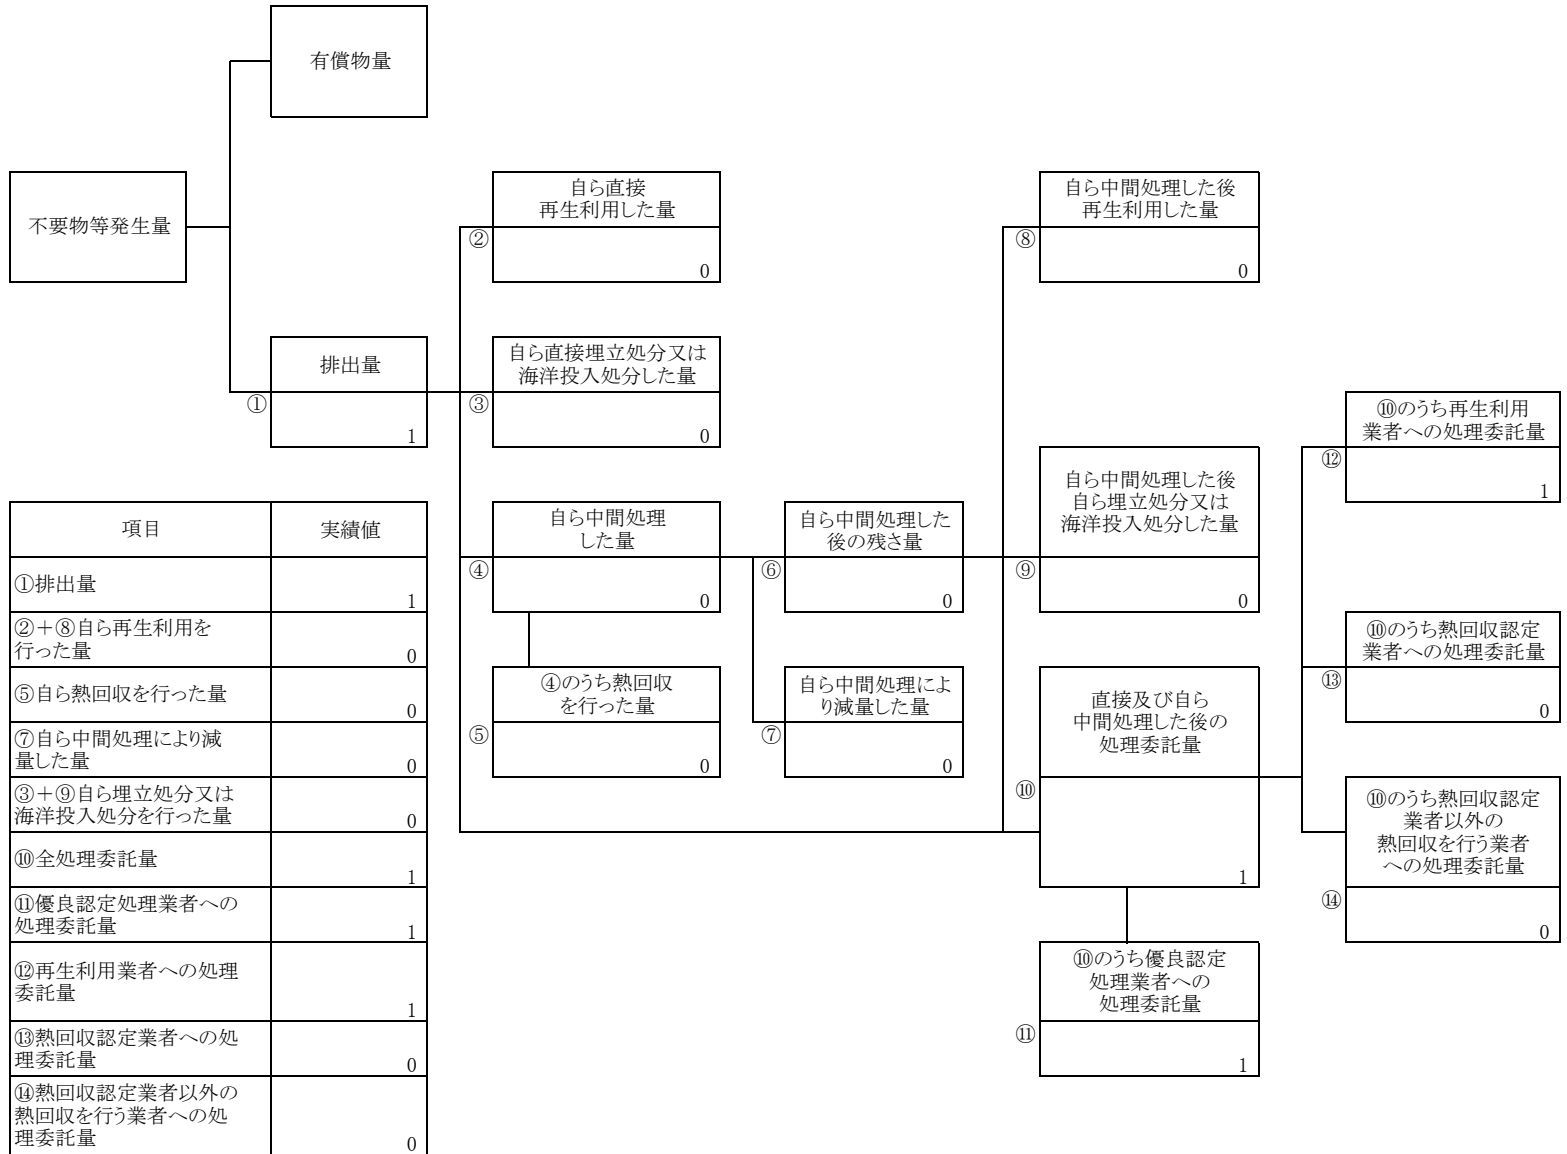 有償物量
不要物等発生量
自ら直接
再生利用した量
②
0
自ら中間処理した後
再生利用した量
⑧
0
排出量
①
1
自ら直接埋立処分又は
海洋投入処分した量
③
0
⑩のうち再生利用
業者への処理委託量
⑫
1
自ら中間処理
した量
④
0
自ら中間処理した
後の残さ量
⑥
0
自ら中間処理した後
自ら埋立処分又は
海洋投入処分した量
⑨
0
⑩のうち熱回収認定
業者への処理委託量
⑬
0
④のうち熱回収
を行った量
⑤
0
自ら中間処理によ
り減量した量
⑦
0
直接及び自ら
中間処理した後の
処理委託量
⑩
1
⑩のうち熱回収認定
業者以外の
熱回収を行う業者
への処理委託量
⑭
0
⑩のうち優良認定
処理業者への
処理委託量
⑪
1
項目 実績値
①排出量
1
②+⑧自ら再生利用を
行った量 0
⑤自ら熱回収を行った量
0
⑦自ら中間処理により減
量した量 0
③+⑨自ら埋立処分又は
海洋投入処分を行った量 0
⑩全処理委託量
1
⑪優良認定処理業者への
処理委託量 1
⑫再生利用業者への処理
委託量
1
⑬熱回収認定業者への処
理委託量 0
⑭熱回収認定業者以外の
熱回収を行う業者への処
理委託量 0